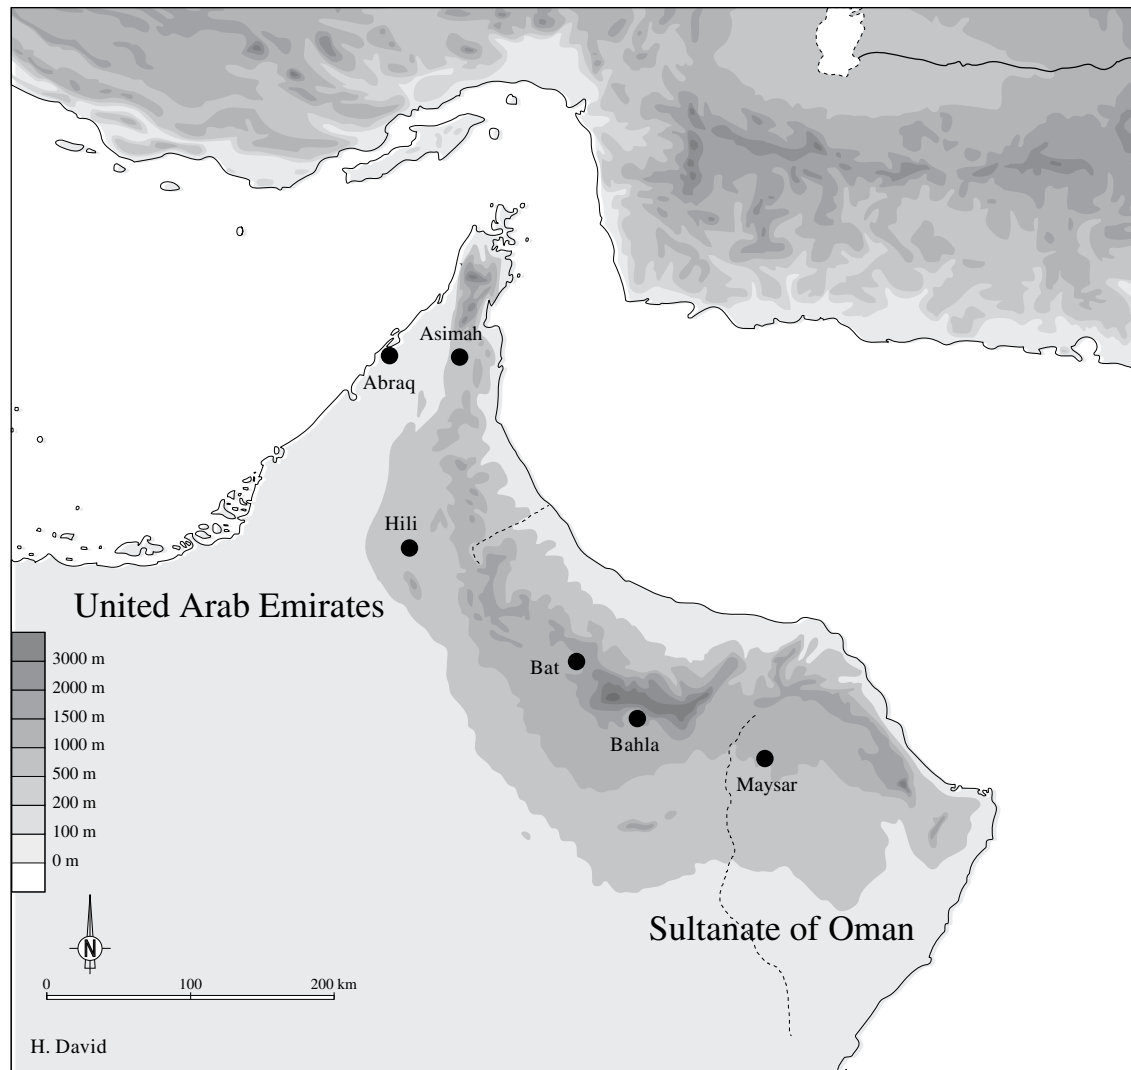 Asimah
Abraq
Hili
United Arab Emirates
Bat
Bahla
Maysar
3000 m
2000 m
1500 m
1000 m
500 m
200 m
100 m
0 m
Sultanate of Oman
N
0 100 200 km
H. David